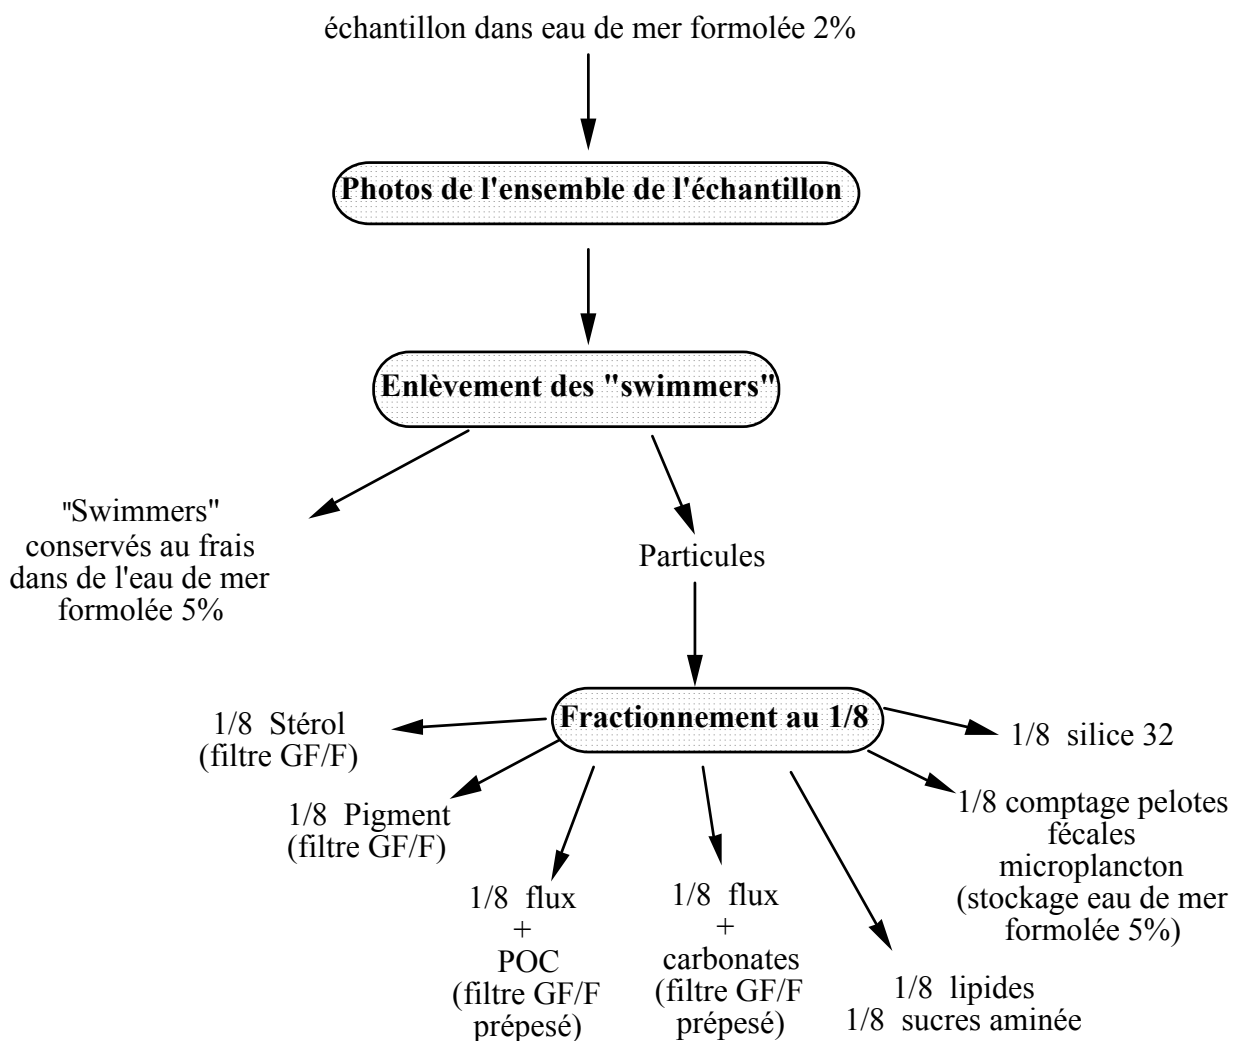 échantillon dans eau de mer formolée 2%
Photos de l'ensemble de l'échantillon
Enlèvement des "swimmers"
"Swimmers"
conservés au frais
dans de l'eau de mer
formolée 5%
Particules
Fractionnement au 1/8
1/8 Stérol
(filtre GF/F)
1/8 Pigment
(filtre GF/F)
1/8 flux
+
POC
(filtre GF/F
prépesé)
1/8 flux
+
carbonates
(filtre GF/F
prépesé)
1/8 lipides
1/8 sucres aminée
1/8 comptage pelotes
fécales
microplancton
(stockage eau de mer
formolée 5%)
1/8 silice 32